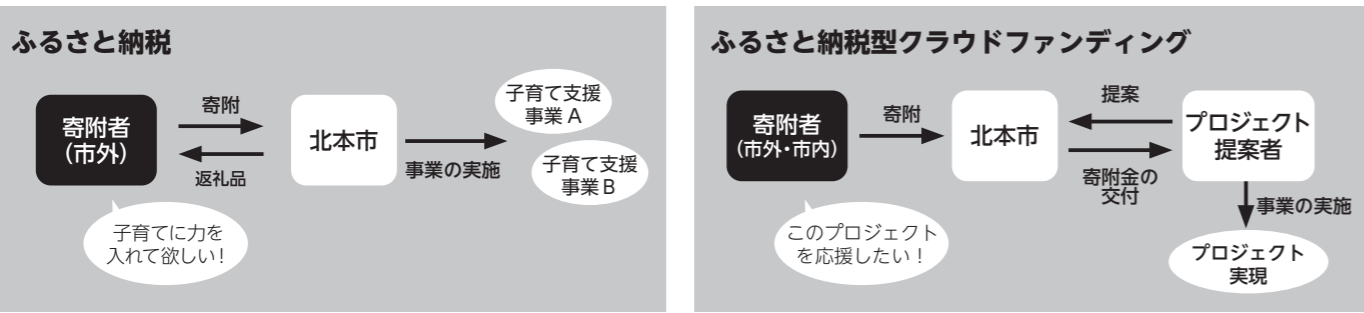 ふるさと納税
寄附者
(市外)
寄附
返礼品
北本市
事業の実施
子育て支援
事業A
子育て支援
事業B
子育てに力を
入れて欲しい!
ふるさと納税型クラウドファンディング
寄附者
(市外・市内)
寄附
北本市
提案
寄附金の
交付
プロジェクト
提案者
事業の実施
プロジェクト
実現
このプロジェクト
を応援したい!